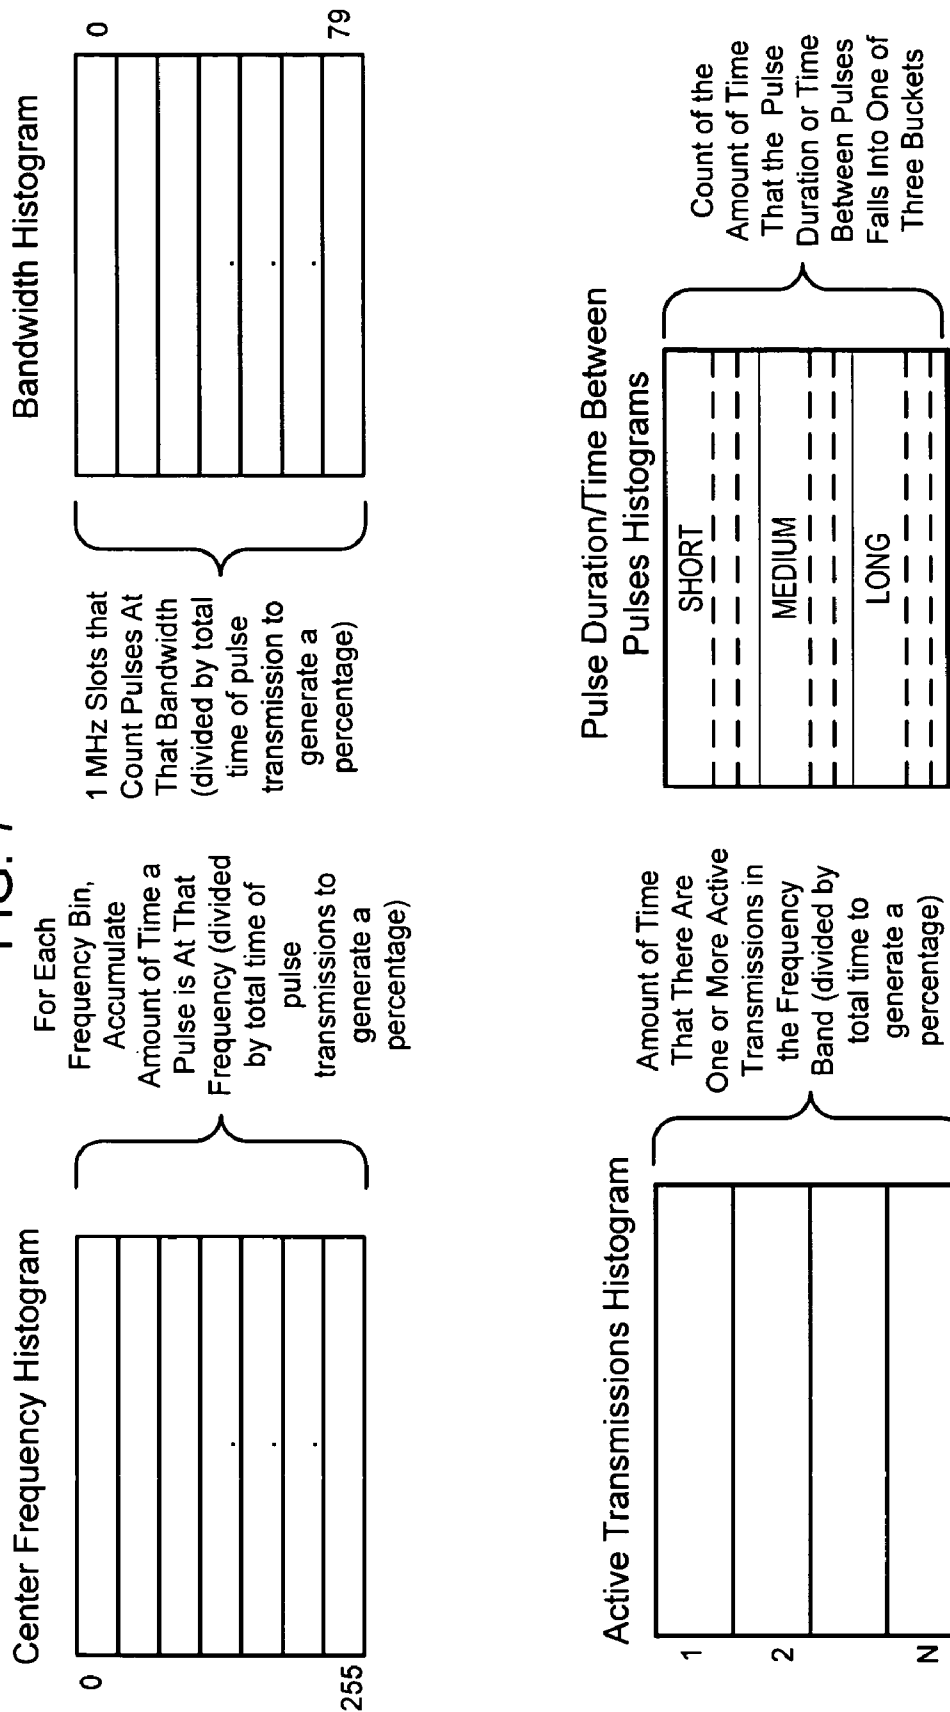 FIG.
Center Frequency Histogram
0
255
For Each
Frequency Bin,
Accumulate
Amount of Time a
Pulse is At That
Frequency (divided
by total time of
pulse
transmissions to
generate a
percentage)
Bandwidth Histogram
1 MHz Slots that
Count Pulses At
That Bandwidth
(divided by total
time of pulse
transmission to
generate a
percentage)
0
79
Active Transmissions Histogram
1
2
N
Amount of Time
That There Are
One or More Active
Transmissions in
the Frequency
Band (divided by
total time to
generate a
percentage)
Pulse Duration/Time Between
Pulses Histograms
SHORT
MEDIUM
LONG
Count of the
Amount of Time
That the Pulse
Duration or Time
Between Pulses
Falls Into One of
Three Buckets